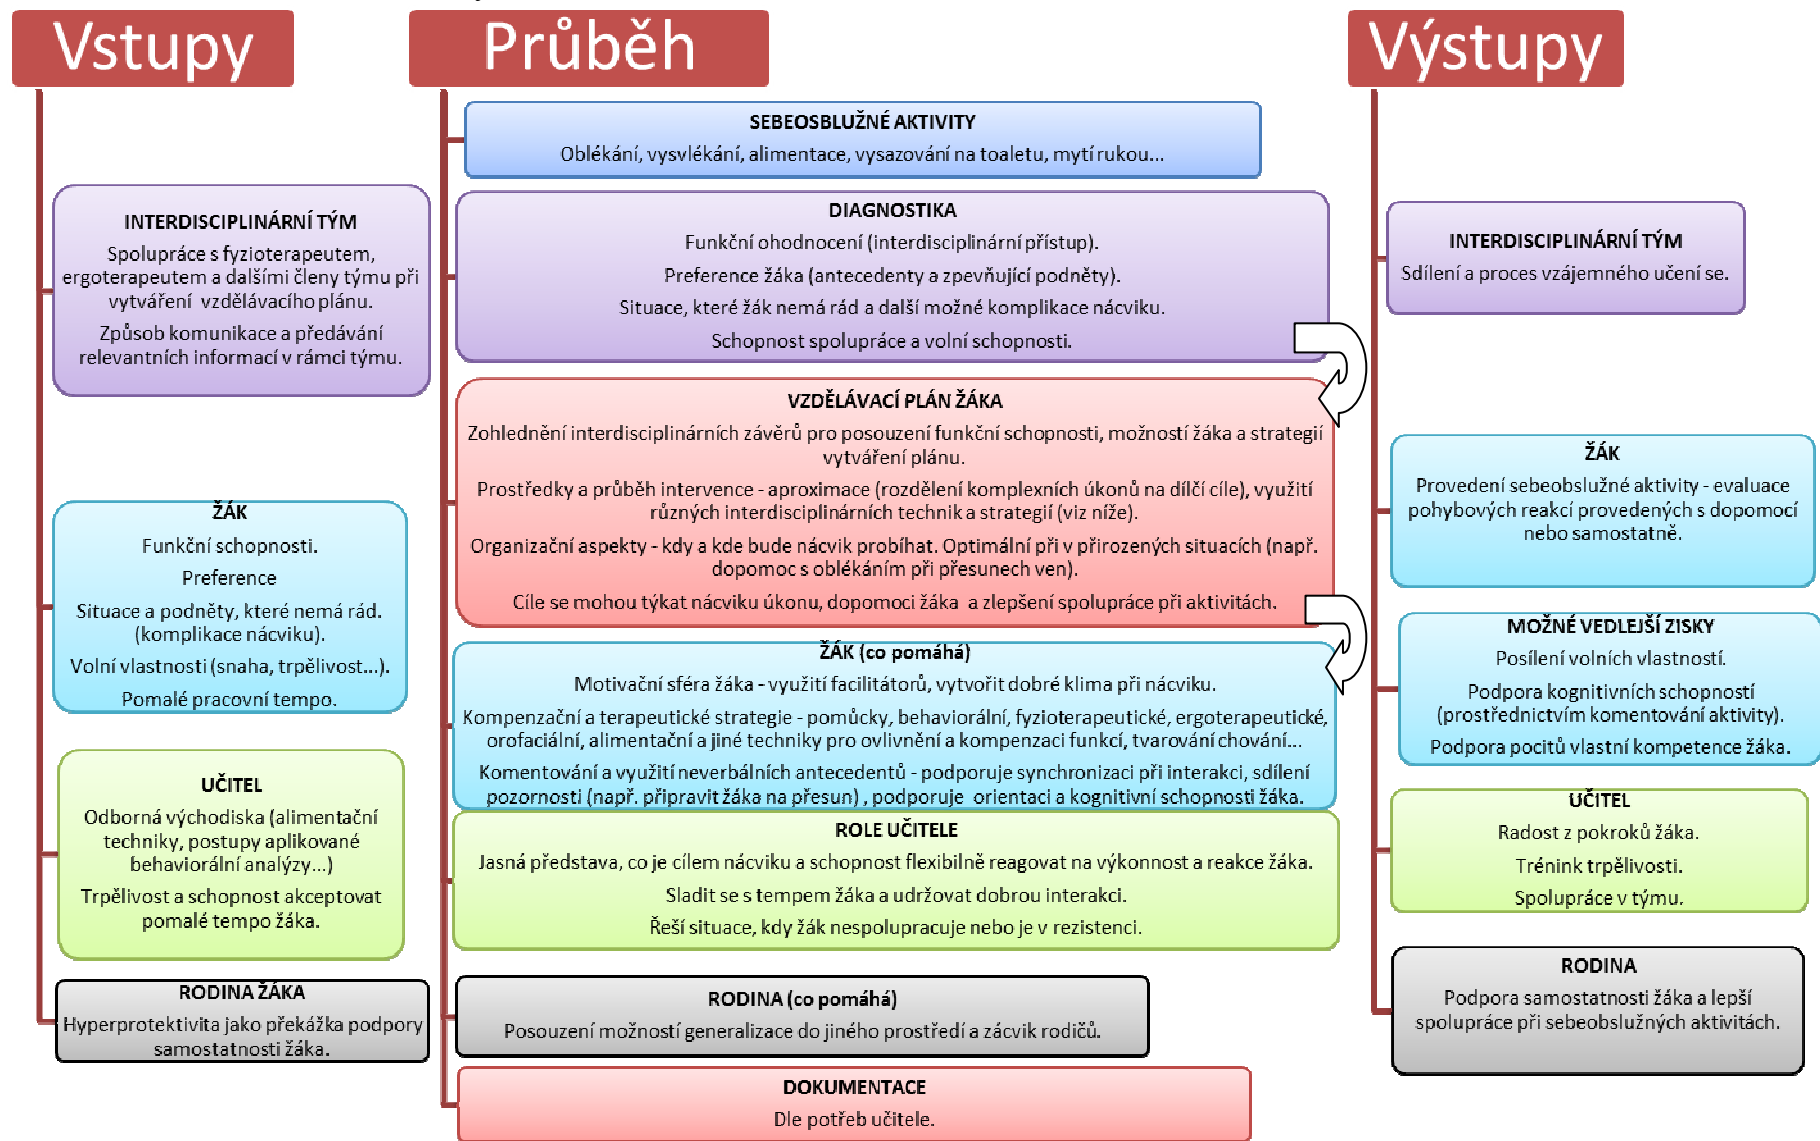 Vstupy
INTERDISCIPLINÁRNÍ TÝM
Spolupráce s fyzioterapeutem,
ergoterapeutem a dalšími členy týmu při
vytváření vzdělávacího plánu.
Způsob komunikace a předávání
relevantních informací v rámci týmu.
ŽÁK
Funkční schopnosti.
Preference
Situace a podněty, které nemá rád.
(komplikace nácviku).
Volní vlastnosti (snaha, trpělivost...).
Pomalé pracovní tempo.
UČITEL
Odborná východiska (alimentační
techniky, postupy aplikované
behaviorální analýzy...)
Trpělivost a schopnost akceptovat
pomalé tempo žáka.
RODINA ŽÁKA
Hyperprotektivita jako překážka podpory
samostatnosti žáka.
Průběh
SEBEOSBLUŽNÉ AKTIVITY
Oblékání, vysvlékání, alimentace, vysazování na toaletu, mytí rukou...
DIAGNOSTIKA
Funkční ohodnocení (interdisciplinární přístup).
Preference žáka (antecedenty a zpevňující podněty).
Situace, které žák nemá rád a další možné komplikace nácviku.
Schopnost spolupráce a volní schopnosti.
VZDĚLÁVACÍ PLÁN ŽÁKA
Zohlednění interdisciplinárních závěrů pro posouzení funkční schopnosti, možností žáka a strategií
vytváření plánu.
Prostředky a průběh intervence - aproximace (rozdělení komplexních úkonů na dílčí cíle), využití
různých interdisciplinárních technik a strategií (viz níže).
Organizační aspekty - kdy a kde bude nácvik probíhat. Optimální při v přirozených situacích (např.
dopomoc s oblékáním při přesunech ven).
Cíle se mohou týkat nácviku úkonu, dopomoci žáka a zlepšení spolupráce při aktivitách.
ŽÁK (co pomáhá)
Motivační sféra žáka - využití facilitátorů, vytvořit dobré klima při nácviku.
Kompenzační a terapeutické strategie - pomůcky, behaviorální, fyzioterapeutické, ergoterapeutické,
orofaciální, alimentační a jiné techniky pro ovlivnění a kompenzaci funkcí, tvarování chování...
Komentování a využití neverbálních antecedentů - podporuje synchronizaci při interakci, sdílení
pozornosti (např. připravit žáka na přesun) , podporuje orientaci a kognitivní schopnosti žáka.
ROLE UČITELE
Jasná představa, co je cílem nácviku a schopnost flexibilně reagovat na výkonnost a reakce žáka.
Sladit se s tempem žáka a udržovat dobrou interakci.
Řeší situace, kdy žák nespolupracuje nebo je v rezistenci.
RODINA (co pomáhá)
Posouzení možností generalizace do jiného prostředí a zácvik rodičů.
DOKUMENTACE
Dle potřeb učitele.
Výstupy
INTERDISCIPLINÁRNÍ TÝM
Sdílení a proces vzájemného učení se.
ŽÁK
Provedení sebeobslužné aktivity - evaluace
pohybových reakcí provedených s dopomocí
nebo samostatně.
MOŽNÉ VEDLEJŠÍ ZISKY
Posílení volních vlastností.
Podpora kognitivních schopností
(prostřednictvím komentování aktivity).
Podpora pocitů vlastní kompetence žáka.
UČITEL
Radost z pokroků žáka.
Trénink trpělivosti.
Spolupráce v týmu.
RODINA
Podpora samostatnosti žáka a lepší
spolupráce při sebeobslužných aktivitách.